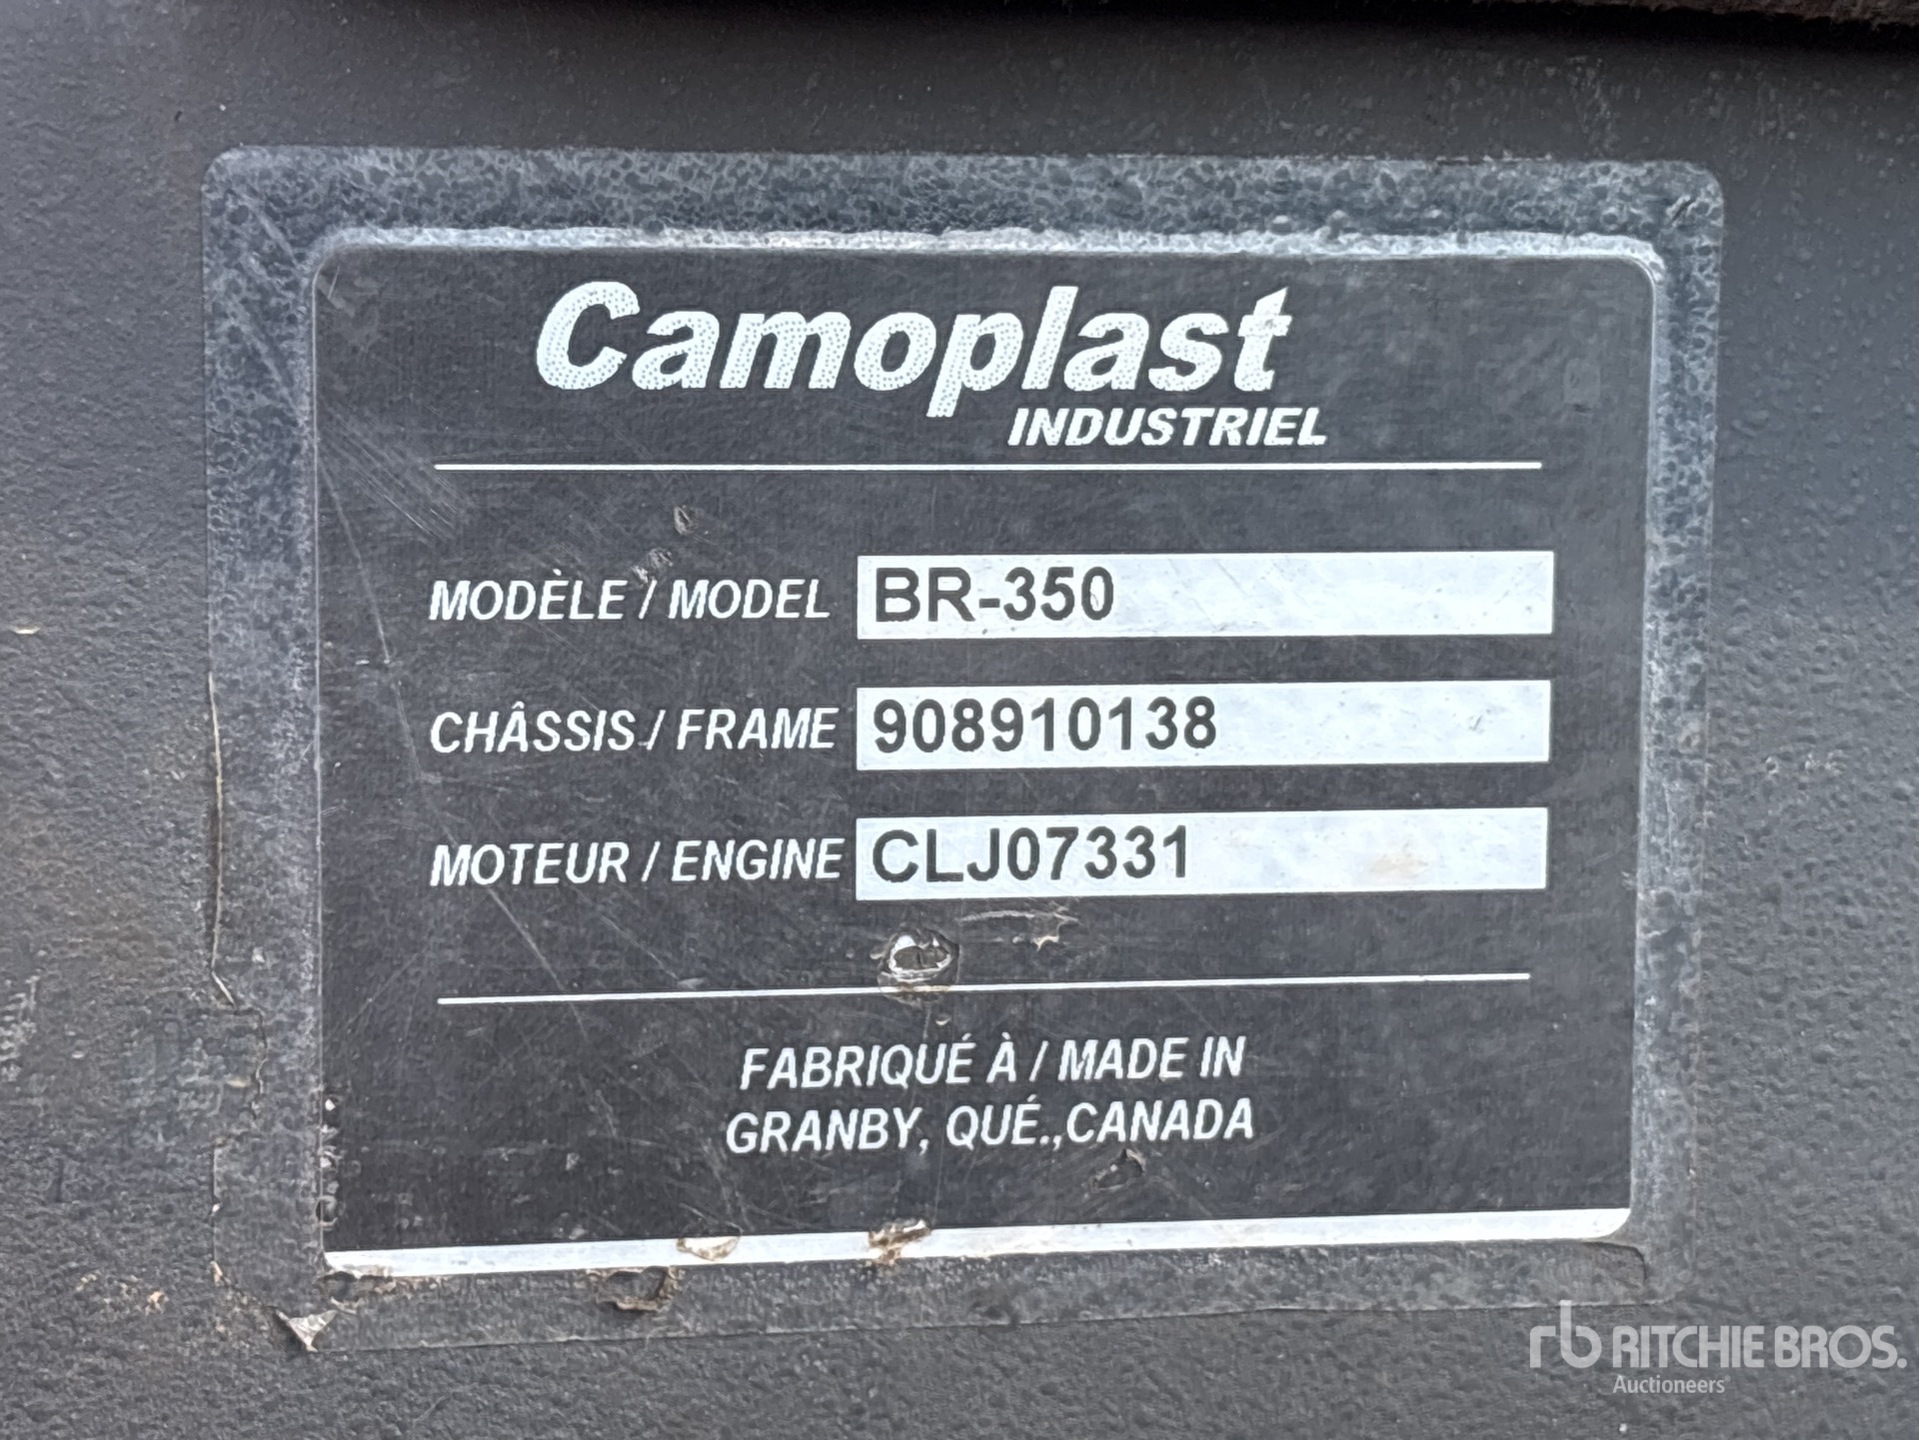 Camoplast
INDUSTRIEL
MODÈLE / MODEL BR-350
CHÂSSIS / FRAME 908910138
MOTEUR / ENGINE CLJ07331
FABRIQUÉ À / MADE IN
GRANBY, QUÉ.,CANADA
rb RITCHIE BROS.
Auctioneers